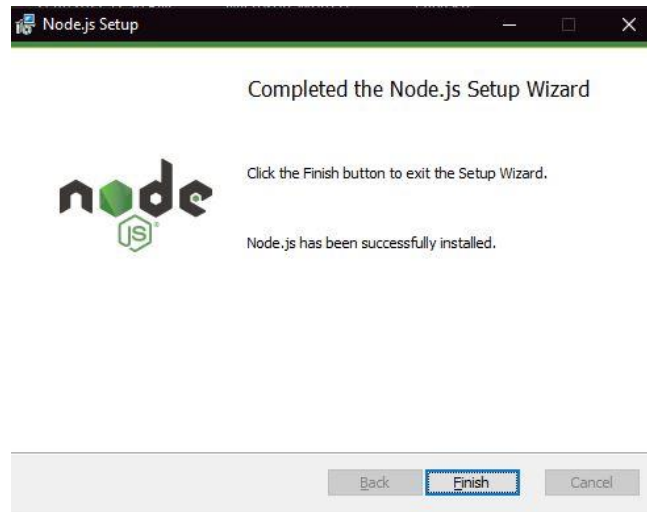 Node.js Setup
Completed the Node.js Setup Wizard
Click the Finish button to exit the Setup Wizard.
node
JS
Node.js has been successfully installed.
Back Finish Cancel